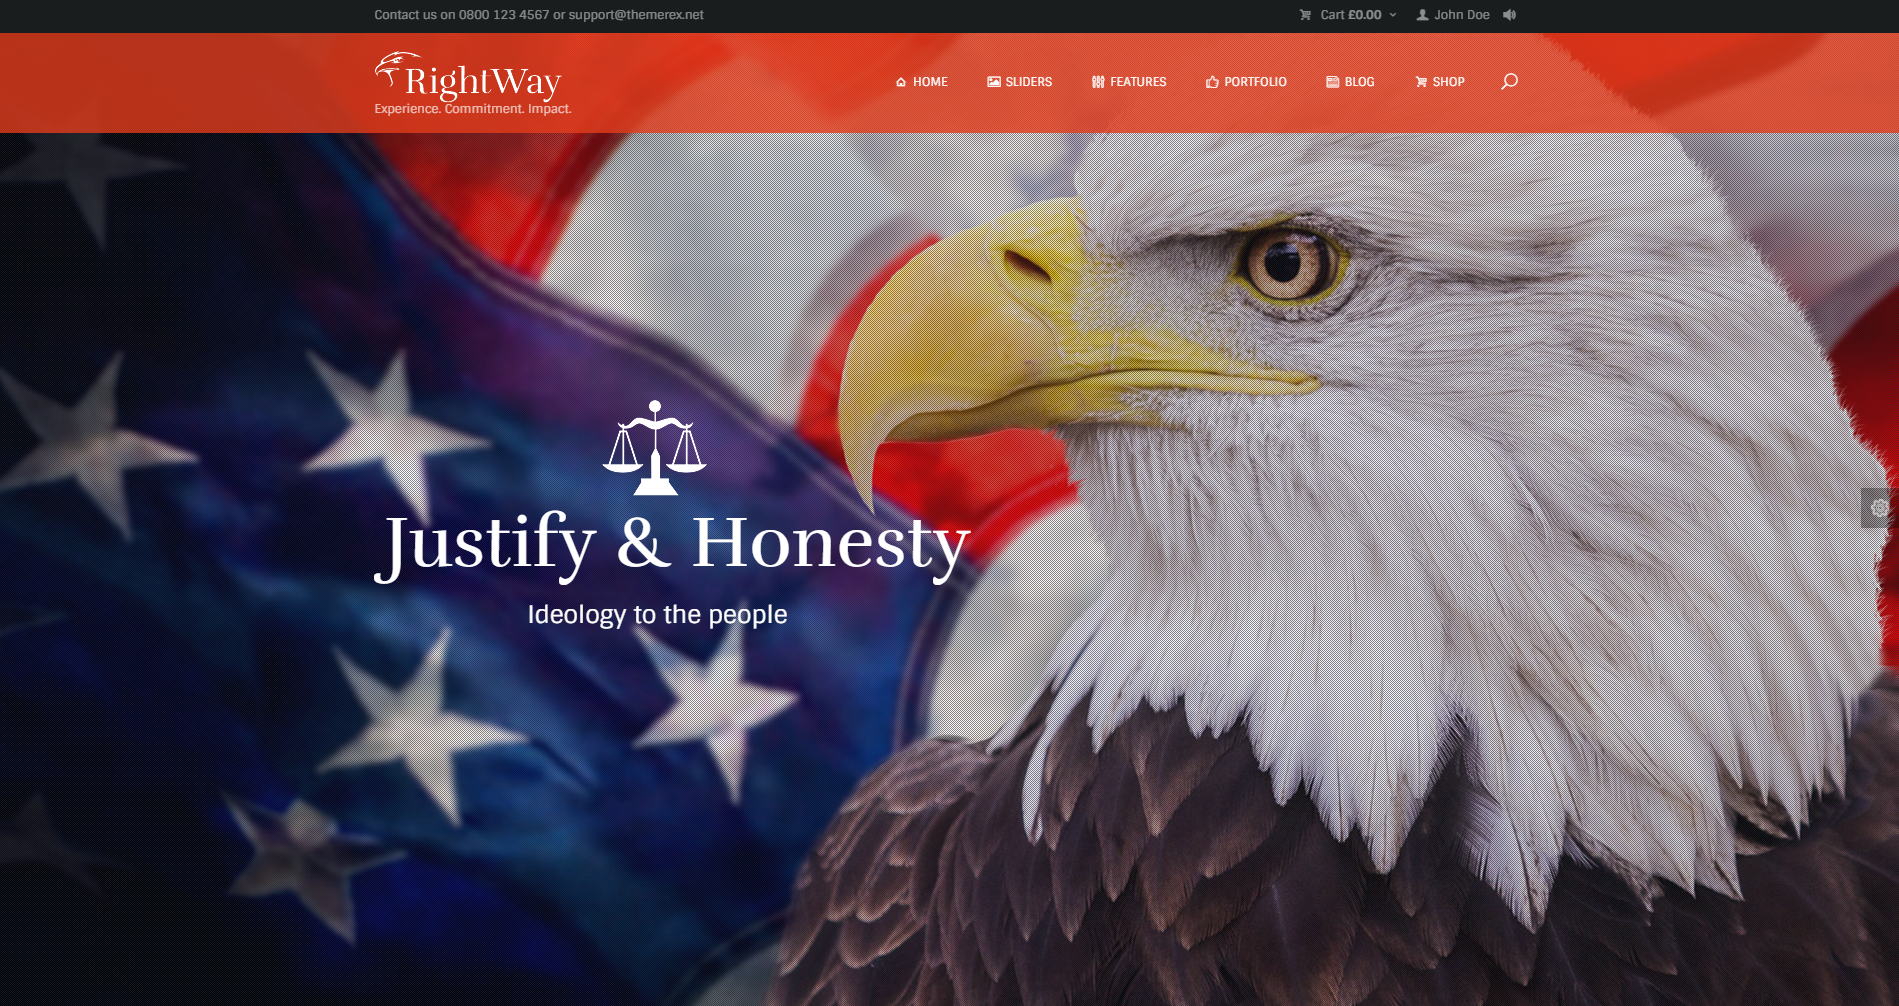 Contact us on 0800 123 4567 or support@themerex.net
Cart £0.00
John Doe
RightWay
Experience. Commitment. Impact.
HOME
SLIDERS
FEATURES
PORTFOLIO
BLOG
SHOP
Justify & Honesty
Ideology to the people